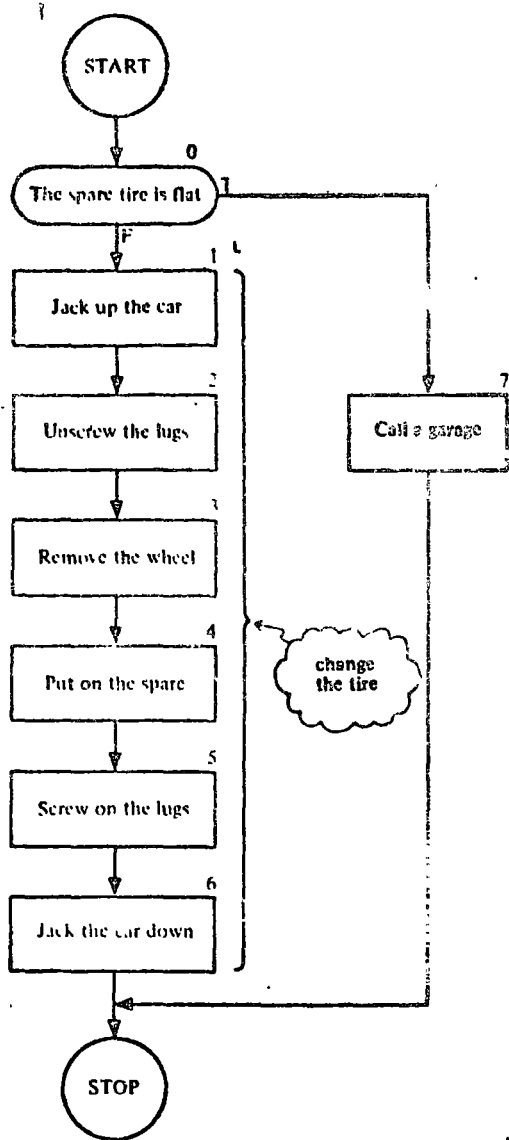 START
0
The spare tire is flat
T
F
1
Jack up the car
2
Unscrew the lugs
3
Remove the wheel
4
Put on the spare
5
Screw on the lugs
6
Jack the car down
7
Call a garage
change
the tire
STOP